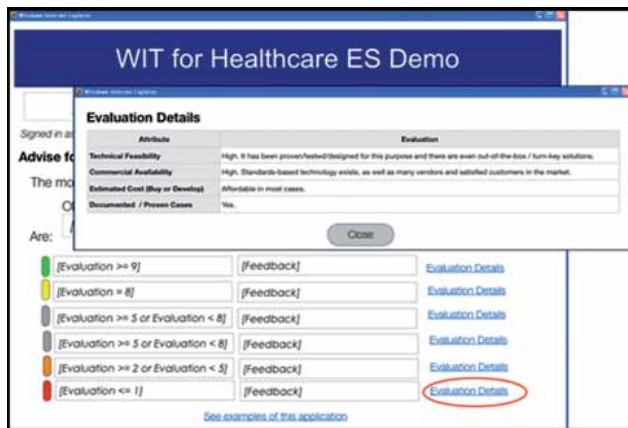 Windows Internet Explorer
WIT for Healthcare ES Demo
Windows Internet Explorer
Evaluation Details
Attribute Evaluation
Technical Feasibility High. It has been proven/tested/designed for this purpose and there are even out-of-the-box / turn-key solutions.
Commercial Availability High. Standards-based technology exists, as well as many vendors and satisfied customers in the market.
Estimated Cost (Buy or Develop) Affordable in most cases.
Documented / Proven Cases Yes.
Close
Signed in as
Advise fo
The mo
O
Are:
[Evaluation >= 9] [Feedback] Evaluation Details
[Evaluation = 8] [Feedback] Evaluation Details
[Evaluation >= 5 or Evaluation < 8] [Feedback] Evaluation Details
[Evaluation >= 5 or Evaluation < 8] [Feedback] Evaluation Details
[Evaluation >= 2 or Evaluation < 5] [Feedback] Evaluation Details
[Evaluation <= 1] [Feedback] Evaluation Details
See examples of this application